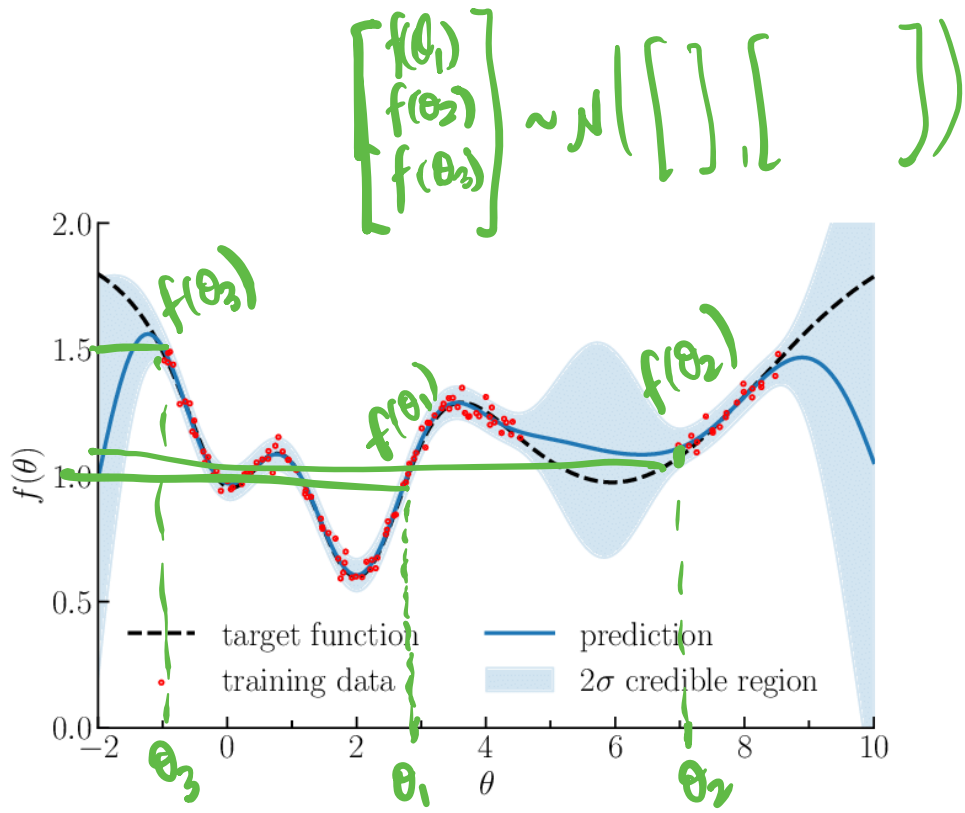 f(θ₁)
f(θ₂) ~ N([ ], [ ])
f(θ₃)
2.0
f(θ₃)
1.5
f(θ₂)
f(θ₁)
1.0
f(θ)
0.5
target function
prediction
training data
2σ credible region
0.0
−2 0 2 4 6 8 10
θ
θ₃ θ₁ θ₂